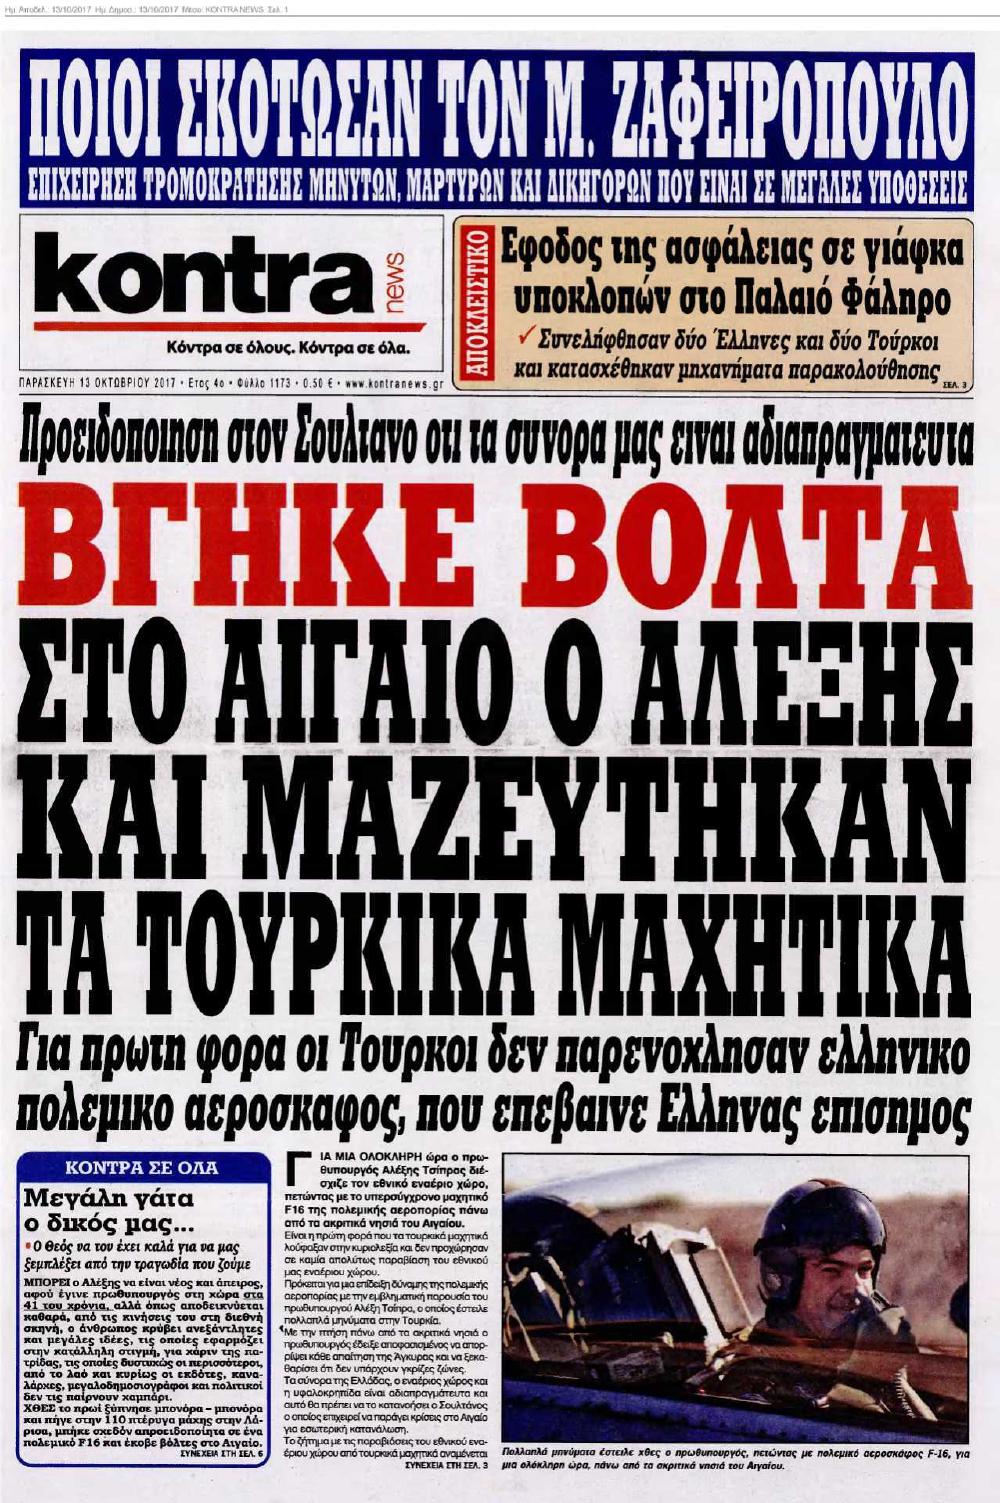 Ημ. Αποδελ.: 13/10/2017 Ημ. Δημοσ.: 13/10/2017 Μέσο: KONTRA NEWS Σελ. 1
ΠΟΙΟΙ ΣΚΟΤΩΣΑΝ ΤΟΝ Μ. ΖΑΦΕΙΡΟΠΟΥΛΟ
ΕΠΙΧΕΙΡΗΣΗ ΤΡΟΜΟΚΡΑΤΗΣΗΣ ΜΗΝΥΤΩΝ, ΜΑΡΤΥΡΩΝ ΚΑΙ ΔΙΚΗΓΟΡΩΝ ΠΟΥ ΕΙΝΑΙ ΣΕ ΜΕΓΑΛΕΣ ΥΠΟΘΕΣΕΙΣ
kontra news
Κόντρα σε όλους. Κόντρα σε όλα.
ΠΑΡΑΣΚΕΥΗ 13 ΟΚΤΩΒΡΙΟΥ 2017 • Ετος 4ο • Φύλλο 1173 • 0.50 € • www.kontranews.gr
ΑΠΟΚΛΕΙΣΤΙΚΟ
Εφοδος της ασφάλειας σε γιάφκα
υποκλοπών στο Παλαιό Φάληρο
✓ Συνελήφθησαν δύο Έλληνες και δύο Τούρκοι
και κατασχέθηκαν μηχανήματα παρακολούθησης
ΣΕΛ. 3
Προειδοποιηση στον Σουλτανο οτι τα συνορα μας ειναι αδιαπραγματευτα
ΒΓΗΚΕ ΒΟΛΤΑ
ΣΤΟ ΑΙΓΑΙΟ Ο ΑΛΕΞΗΣ
ΚΑΙ ΜΑΖΕΥΤΗΚΑΝ
ΤΑ ΤΟΥΡΚΙΚΑ ΜΑΧΗΤΙΚΑ
Για πρωτη φορα οι Τουρκοι δεν παρενοχλησαν ελληνικο
πολεμικο αεροσκαφος, που επεβαινε Ελληνας επισημος
ΚΟΝΤΡΑ ΣΕ ΟΛΑ
Μεγάλη γάτα
ο δικός μας...
• Ο Θεός να τον έχει καλά για να μας
ξεμπλέξει από την τραγωδία που ζούμε
ΜΠΟΡΕΙ ο Αλέξης να είναι νέος και άπειρος,
αφού έγινε πρωθυπουργός στη χώρα στα
41 του χρόνια, αλλά όπως αποδεικνύεται
καθαρά, από τις κινήσεις του στη διεθνή
σκηνή, ο άνθρωπος κρύβει ανεξάντλητες
και μεγάλες ιδέες, τις οποίες εφαρμόζει
στην κατάλληλη στιγμή, για χάριν της πα-
τρίδας, τις οποίες δυστυχώς οι περισσότεροι,
από το λαό και κυρίως οι εκδότες, κανα-
λάρχες, μεγαλοδημοσιογράφοι και πολιτικοί
δεν τις παίρνουν χαμπάρι.
ΧΘΕΣ το πρωί ξύπνησε μπονόρα – μπονόρα
και πήγε στην 110 πτέρυγα μάχης στην Λά-
ρισα, μπήκε σχεδόν απροειδοποίητα σε ένα
πολεμικό F16 και έκοβε βόλτες στο Αιγαίο.
ΣΥΝΕΧΕΙΑ ΣΤΗ ΣΕΛ. 6
ΓΙΑ ΜΙΑ ΟΛΟΚΛΗΡΗ ώρα ο πρω-
θυπουργός Αλέξης Τσίπρας διέ-
σχιζε τον εθνικό εναέριο χώρο,
πετώντας με το υπερσύγχρονο μαχητικό
F16 της πολεμικής αεροπορίας πάνω
από τα ακριτικά νησιά του Αιγαίου.
Είναι η πρώτη φορά που τα τουρκικά μαχητικά
λούφαξαν στην κυριολεξία και δεν προχώρησαν
σε καμία απολύτως παραβίαση του εθνικού
μας εναέριου χώρου.
Πρόκειται για μια επίδειξη δύναμης της πολεμικής
αεροπορίας με την εμβληματική παρουσία του
πρωθυπουργού Αλέξη Τσίπρα, ο οποίος έστειλε
πολλαπλά μηνύματα στην Τουρκία.
Με την πτήση πάνω από τα ακριτικά νησιά ο
πρωθυπουργός έδειξε αποφασισμένος να απορ-
ρίψει κάθε απαίτηση της Άγκυρας και να ξεκα-
θαρίσει ότι δεν υπάρχουν γκρίζες ζώνες.
Τα σύνορα της Ελλάδας, ο εναέριος χώρος και
η υφαλοκρηπίδα είναι αδιαπραγμάτευτα και
αυτό θα πρέπει να το κατανοήσει ο Σουλτάνος
ο οποίος επιχειρεί να παράγει κρίσεις στο Αιγαίο
για εσωτερική κατανάλωση.
Το ζήτημα με τις παραβιάσεις του εθνικού ενα-
έριου χώρου από τουρκικά μαχητικά αναμένεται
ΣΥΝΕΧΕΙΑ ΣΤΗ ΣΕΛ. 3
Πολλαπλά μηνύματα έστειλε χθες ο πρωθυπουργός, πετώντας με πολεμικό αεροσκάφος F-16, για
μια ολόκληρη ώρα, πάνω από τα ακριτικά νησιά του Αιγαίου.